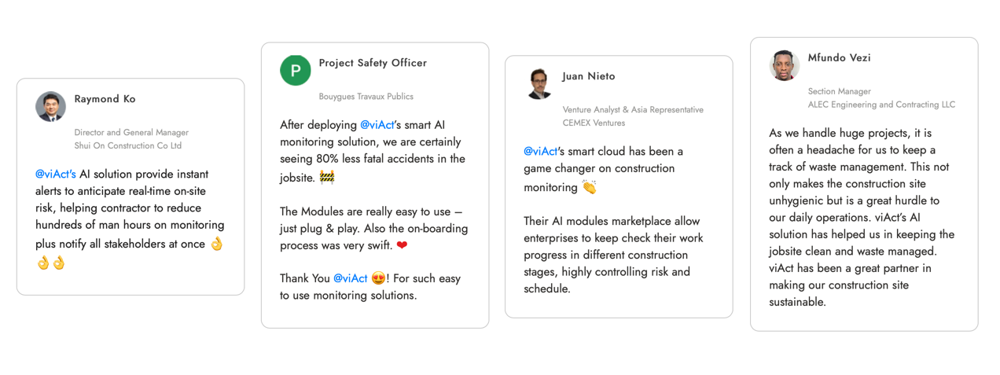 Raymond Ko
Director and General Manager
Shui On Construction Co Ltd
@viAct's AI solution provide instant
alerts to anticipate real-time on-site
risk, helping contractor to reduce
hundreds of man hours on monitoring
plus notify all stakeholders at once 👌
👌👌
P
Project Safety Officer
Bouygues Travaux Publics
After deploying @viAct's smart AI
monitoring solution, we are certainly
seeing 80% less fatal accidents in the
jobsite. 🚧
The Modules are really easy to use –
just plug & play. Also the on-boarding
process was very swift. ❤
Thank You @viAct 😍! For such easy
to use monitoring solutions.
Juan Nieto
Venture Analyst & Asia Representative
CEMEX Ventures
@viAct's smart cloud has been a
game changer on construction
monitoring 👏
Their AI modules marketplace allow
enterprises to keep check their work
progress in different construction
stages, highly controlling risk and
schedule.
Mfundo Vezi
Section Manager
ALEC Engineering and Contracting LLC
As we handle huge projects, it is
often a headache for us to keep a
track of waste management. This not
only makes the construction site
unhygienic but is a great hurdle to
our daily operations. viAct's AI
solution has helped us in keeping the
jobsite clean and waste managed.
viAct has been a great partner in
making our construction site
sustainable.